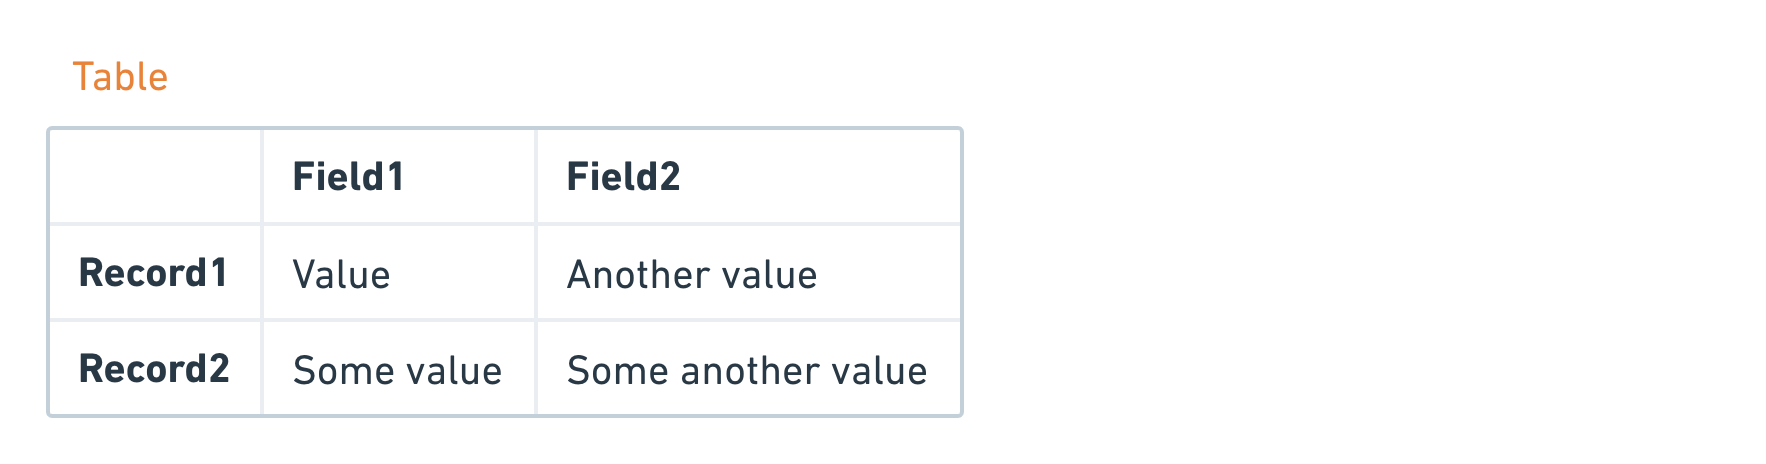 Table
Field1 Field2
Record1 Value Another value
Record2 Some value Some another value